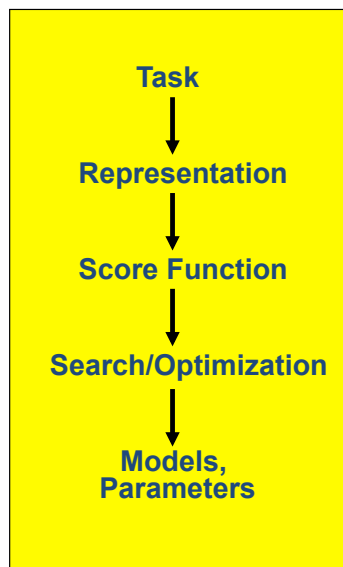 Task
Representation
Score Function
Search/Optimization
Models,
Parameters